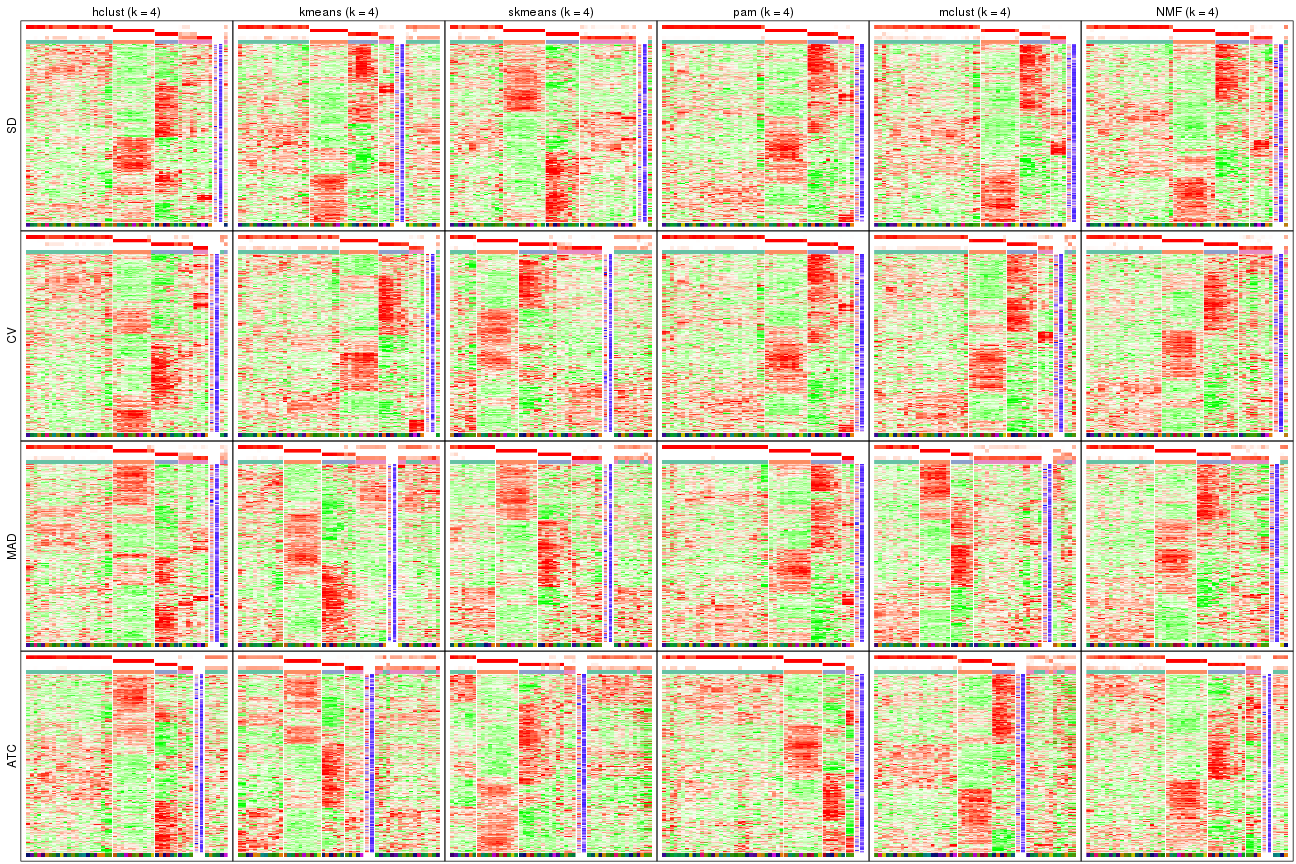 hclust (k = 4) kmeans (k = 4) skmeans (k = 4) pam (k = 4) mclust (k = 4) NMF (k = 4)
SD
CV
MAD
ATC